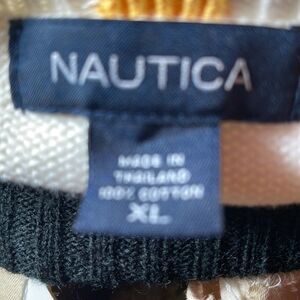 NAUTICA
MADE IN
THAILAND
100% COTTON
XL